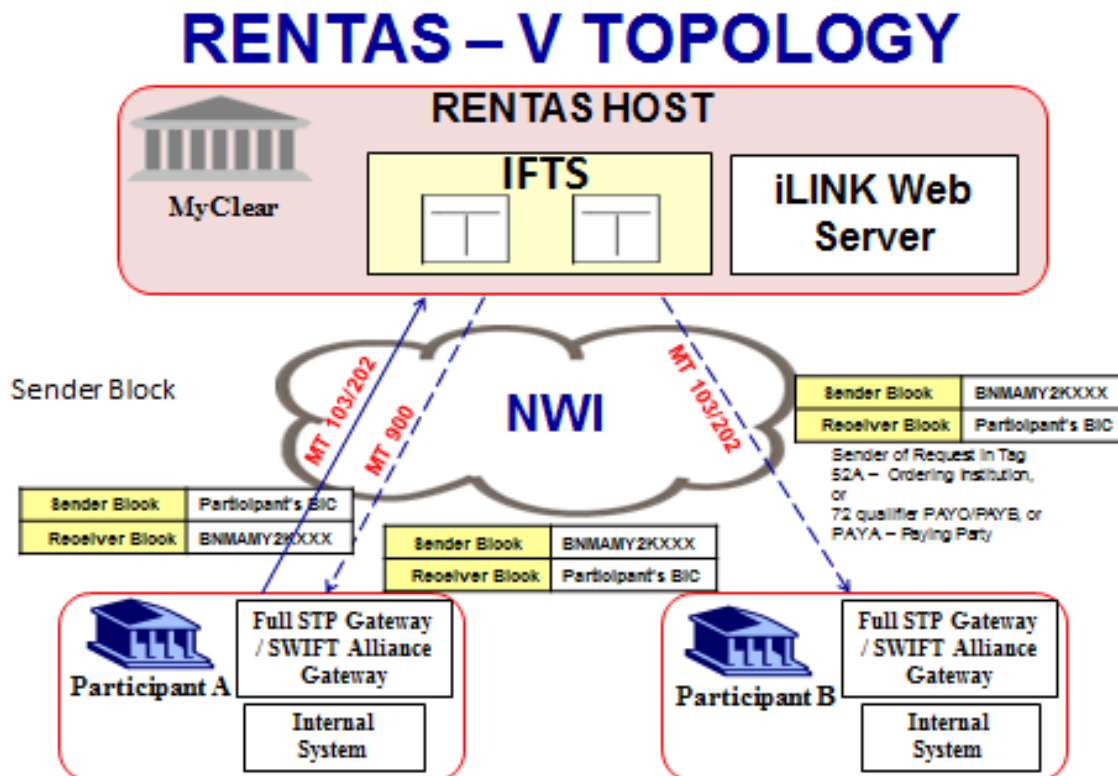 RENTAS – V TOPOLOGY
RENTAS HOST
MyClear
IFTS
iLINK Web
Server
Sender Block
MT 103/202
MT 900
NWI
MT 103/202
Sender Block Participant's BIC
Receiver Block BNMAMY2KXXX
Sender Block BNMAMY2KXXX
Receiver Block Participant's BIC
Sender Block BNMAMY2KXXX
Receiver Block Participant's BIC
Sender of Request in Tag
52A – Ordering Institution,
or
72 qualifier PAYO/PAYB, or
PAYA – Paying Party
Participant A
Full STP Gateway
/ SWIFT Alliance
Gateway
Internal
System
Participant B
Full STP Gateway
/ SWIFT Alliance
Gateway
Internal
System